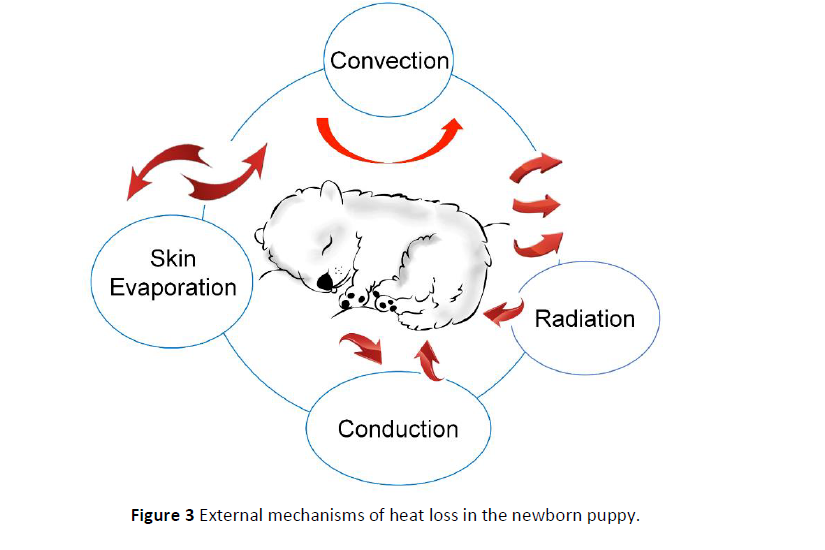 Convection
Skin
Evaporation
Radiation
Conduction
Figure 3 External mechanisms of heat loss in the newborn puppy.